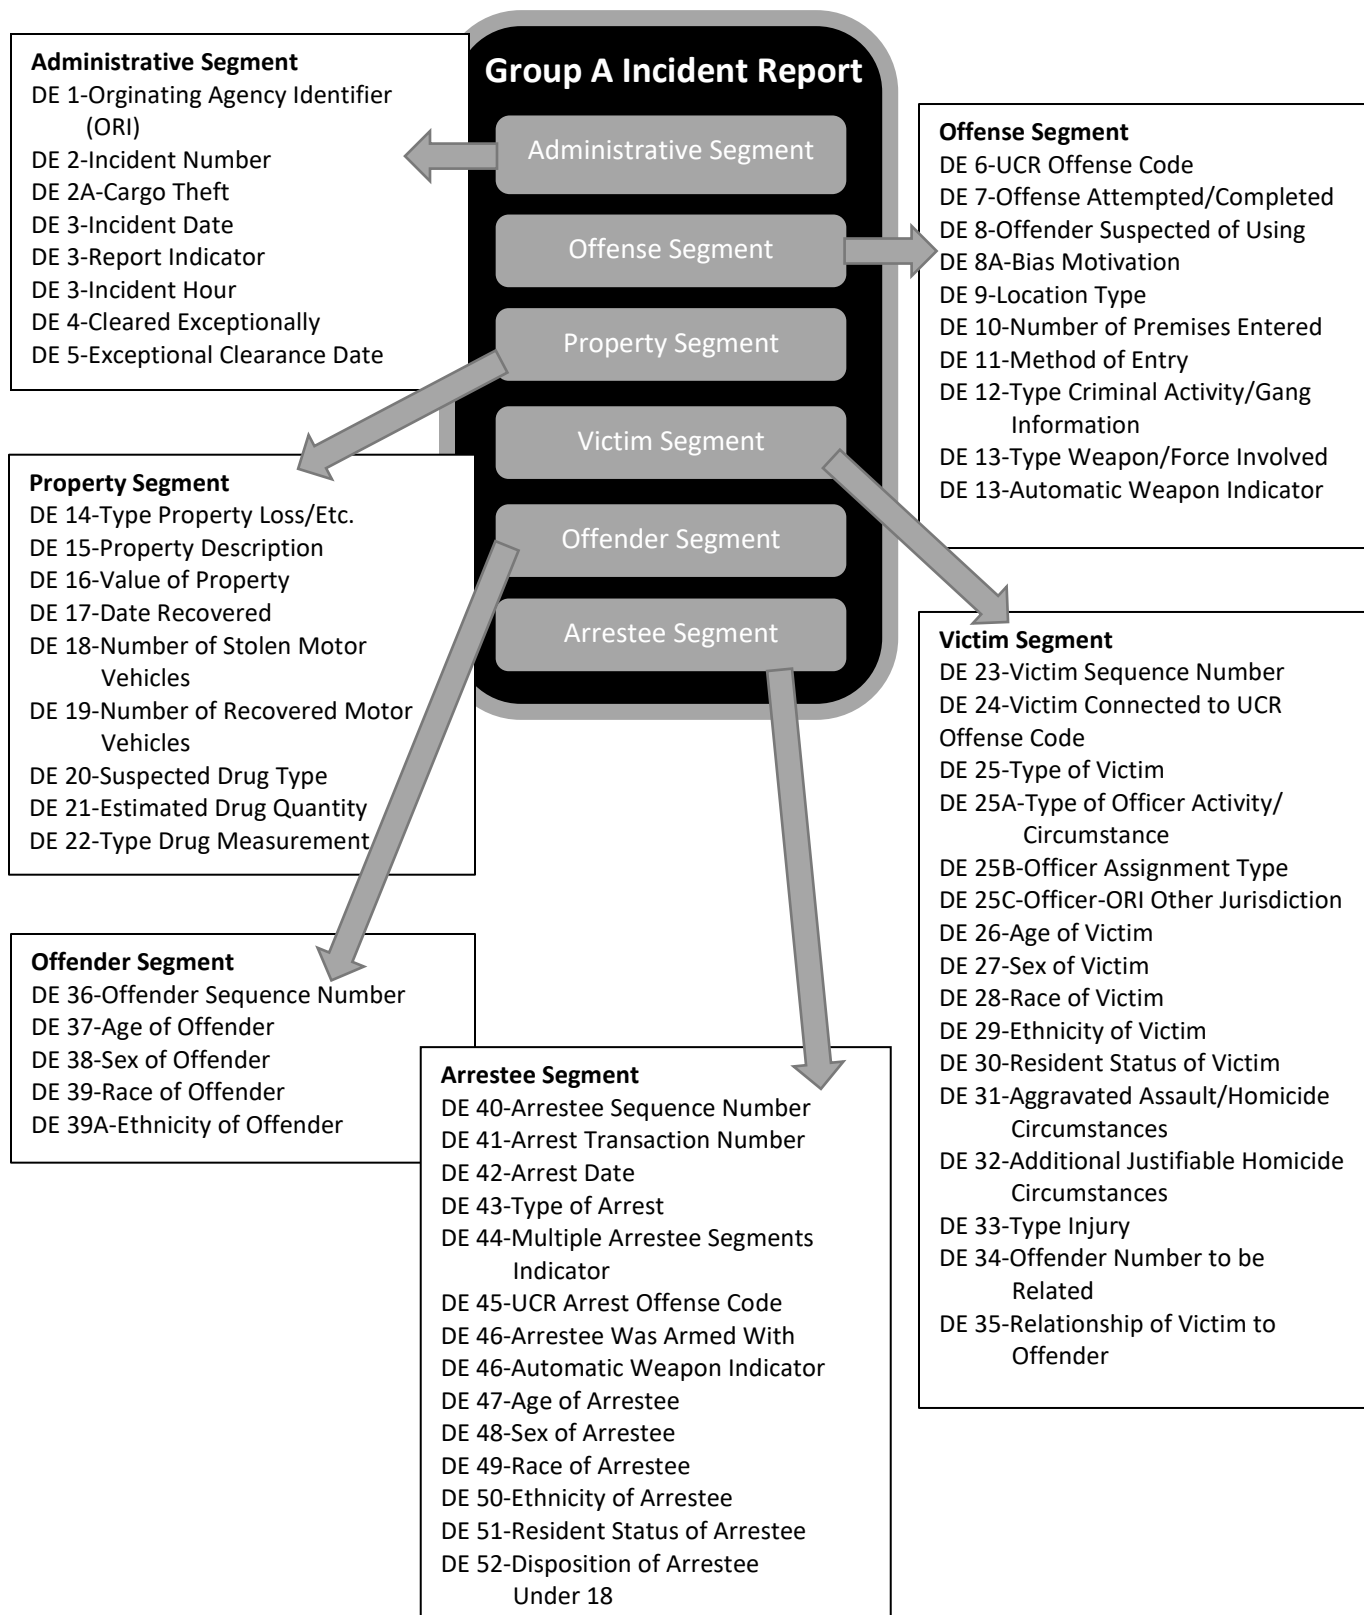 Group A Incident Report
Administrative Segment
Offense Segment
Property Segment
Victim Segment
Offender Segment
Arrestee Segment
Administrative Segment
DE 1-Orginating Agency Identifier
(ORI)
DE 2-Incident Number
DE 2A-Cargo Theft
DE 3-Incident Date
DE 3-Report Indicator
DE 3-Incident Hour
DE 4-Cleared Exceptionally
DE 5-Exceptional Clearance Date
Offense Segment
DE 6-UCR Offense Code
DE 7-Offense Attempted/Completed
DE 8-Offender Suspected of Using
DE 8A-Bias Motivation
DE 9-Location Type
DE 10-Number of Premises Entered
DE 11-Method of Entry
DE 12-Type Criminal Activity/Gang
Information
DE 13-Type Weapon/Force Involved
DE 13-Automatic Weapon Indicator
Property Segment
DE 14-Type Property Loss/Etc.
DE 15-Property Description
DE 16-Value of Property
DE 17-Date Recovered
DE 18-Number of Stolen Motor
Vehicles
DE 19-Number of Recovered Motor
Vehicles
DE 20-Suspected Drug Type
DE 21-Estimated Drug Quantity
DE 22-Type Drug Measurement
Victim Segment
DE 23-Victim Sequence Number
DE 24-Victim Connected to UCR
Offense Code
DE 25-Type of Victim
DE 25A-Type of Officer Activity/
Circumstance
DE 25B-Officer Assignment Type
DE 25C-Officer-ORI Other Jurisdiction
DE 26-Age of Victim
DE 27-Sex of Victim
DE 28-Race of Victim
DE 29-Ethnicity of Victim
DE 30-Resident Status of Victim
DE 31-Aggravated Assault/Homicide
Circumstances
DE 32-Additional Justifiable Homicide
Circumstances
DE 33-Type Injury
DE 34-Offender Number to be
Related
DE 35-Relationship of Victim to
Offender
Offender Segment
DE 36-Offender Sequence Number
DE 37-Age of Offender
DE 38-Sex of Offender
DE 39-Race of Offender
DE 39A-Ethnicity of Offender
Arrestee Segment
DE 40-Arrestee Sequence Number
DE 41-Arrest Transaction Number
DE 42-Arrest Date
DE 43-Type of Arrest
DE 44-Multiple Arrestee Segments
Indicator
DE 45-UCR Arrest Offense Code
DE 46-Arrestee Was Armed With
DE 46-Automatic Weapon Indicator
DE 47-Age of Arrestee
DE 48-Sex of Arrestee
DE 49-Race of Arrestee
DE 50-Ethnicity of Arrestee
DE 51-Resident Status of Arrestee
DE 52-Disposition of Arrestee
Under 18